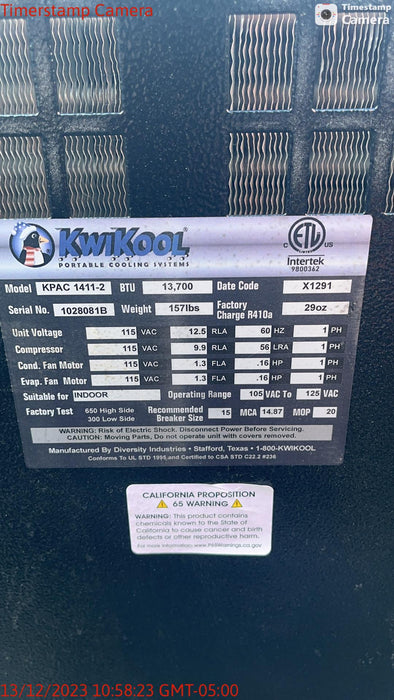 Timerstamp Camera
Timestamp
Camera
KWIKOOL
PORTABLE COOLING SYSTEMS
ETL
C US
Intertek
9800362
Model KPAC 1411-2 BTU 13,700 Date Code X1291
Serial No. 1028081B Weight 157lbs Factory Charge R410a 29oz
Unit Voltage 115 VAC 12.5 RLA 60 HZ 1 PH
Compressor 115 VAC 9.9 RLA 56 LRA 1 PH
Cond. Fan Motor 115 VAC 1.3 FLA .16 HP 1 PH
Evap. Fan Motor 115 VAC 1.3 FLA .16 HP 1 PH
Suitable for INDOOR Operating Range 105 VAC To 125 VAC
Factory Test 650 High Side 300 Low Side Recommended Breaker Size 15 MCA 14.87 MOP 20
WARNING: Risk of Electric Shock. Disconnect Power Before Servicing.
CAUTION: Moving Parts, Do not operate unit with covers removed.
Manufactured By Diversity Industries • Stafford, Texas • 1-800-KWIKOOL
Conforms To UL STD 1995 and Certified to CSA STD C22.2 #236
CALIFORNIA PROPOSITION
65 WARNING
WARNING: This product contains
chemicals known to the State of
California to cause cancer and birth
defects or other reproductive harm.
For more information: www.P65Warnings.ca.gov
13/12/2023 10:58:23 GMT-05:00